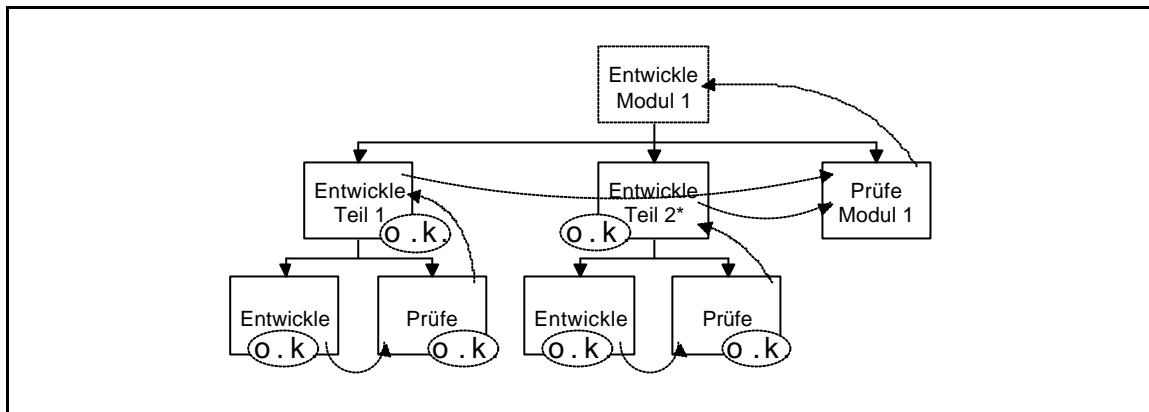 Entwickle
Modul 1
Entwickle
Teil 1
o.k.
Entwickle
Teil 2*
o.k
Prüfe
Modul 1
Entwickle
o.k
Prüfe
o.k
Entwickle
o.k
Prüfe
o.k